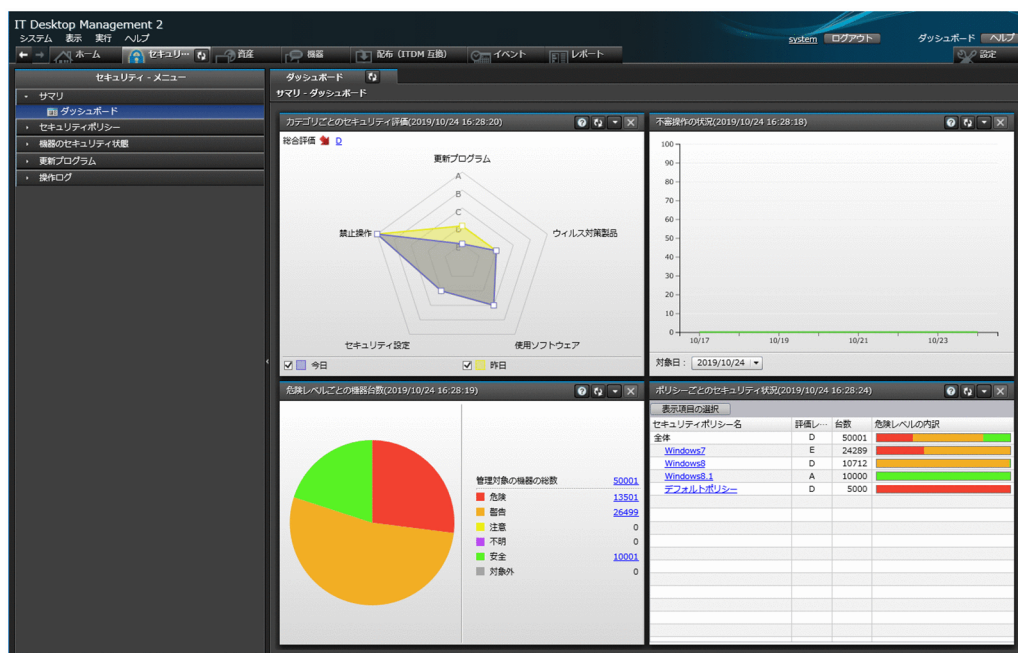 IT Desktop Management 2
システム 表示 実行 ヘルプ
system ログアウト ダッシュボード ヘルプ
ホーム セキュリ… 資産 機器 配布 (ITDM 互換) イベント レポート 設定
セキュリティ - メニュー
サマリ
ダッシュボード
セキュリティポリシー
機器のセキュリティ状態
更新プログラム
操作ログ
ダッシュボード
サマリ - ダッシュボード
カテゴリごとのセキュリティ評価(2019/10/24 16:28:20)
総合評価 D
更新プログラム
A
B
C
D
E
禁止操作
ウィルス対策製品
セキュリティ設定
使用ソフトウェア
今日 昨日
不審操作の状況(2019/10/24 16:28:18)
100
90
80
70
60
50
40
30
20
10
0
10/17 10/19 10/21 10/23
対象日: 2019/10/24
危険レベルごとの機器台数(2019/10/24 16:28:19)
管理対象の機器の総数 50001
危険 13501
警告 26499
注意 0
不明 0
安全 10001
対象外 0
ポリシーごとのセキュリティ状況(2019/10/24 16:28:24)
表示項目の選択
セキュリティポリシー名 評価レ… 台数 危険レベルの内訳
全体 D 50001
Windows7 E 24289
Windows8 D 10712
Windows8.1 A 10000
デフォルトポリシー D 5000